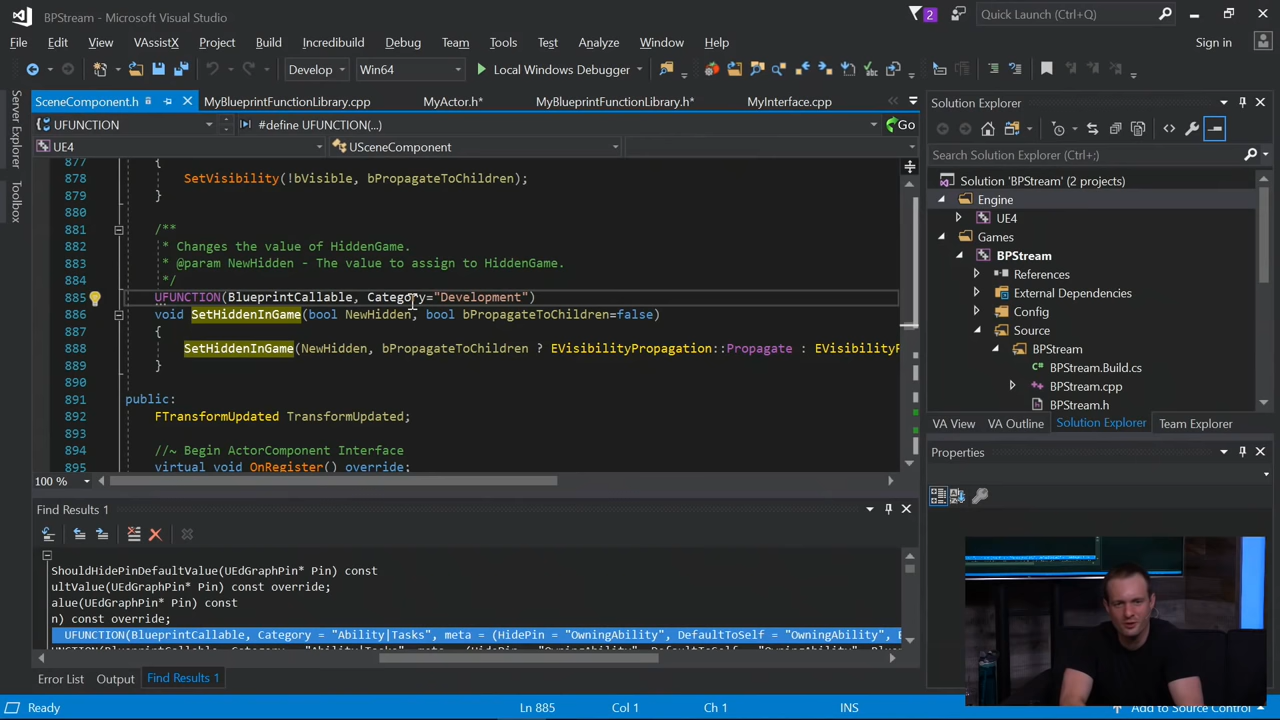 BPStream - Microsoft Visual Studio
2
Quick Launch (Ctrl+Q)
File Edit View VAssistX Project Build Incredibuild Debug Team Tools Test Analyze Window Help
Sign in
Develop Win64 Local Windows Debugger
Server Explorer
Toolbox
SceneComponent.h MyBlueprintFunctionLibrary.cpp MyActor.h* MyBlueprintFunctionLibrary.h* MyInterface.cpp
UFUNCTION #define UFUNCTION(...) Go
UE4 USceneComponent
877 {
878 SetVisibility(!bVisible, bPropagateToChildren);
879 }
880
881 /**
882 * Changes the value of HiddenGame.
883 * @param NewHidden - The value to assign to HiddenGame.
884 */
885 UFUNCTION(BlueprintCallable, Category="Development")
886 void SetHiddenInGame(bool NewHidden, bool bPropagateToChildren=false)
887 {
888 SetHiddenInGame(NewHidden, bPropagateToChildren ? EVisibilityPropagation::Propagate : EVisibilityP
889 }
890
891 public:
892 FTransformUpdated TransformUpdated;
893
894 //~ Begin ActorComponent Interface
895 virtual void OnRegister() override;
100 %
Find Results 1
ShouldHidePinDefaultValue(UEdGraphPin* Pin) const
ultValue(UEdGraphPin* Pin) const override;
alue(UEdGraphPin* Pin) const
n) const override;
UFUNCTION(BlueprintCallable, Category = "Ability|Tasks", meta = (HidePin = "OwningAbility", DefaultToSelf = "OwningAbility",
Error List Output Find Results 1
Solution Explorer
Search Solution Explorer (Ctrl+;)
Solution 'BPStream' (2 projects)
Engine
UE4
Games
BPStream
References
External Dependencies
Config
Source
BPStream
BPStream.Build.cs
BPStream.cpp
BPStream.h
VA View VA Outline Solution Explorer Team Explorer
Properties
Ready Ln 885 Col 1 Ch 1 INS Add to Source Control